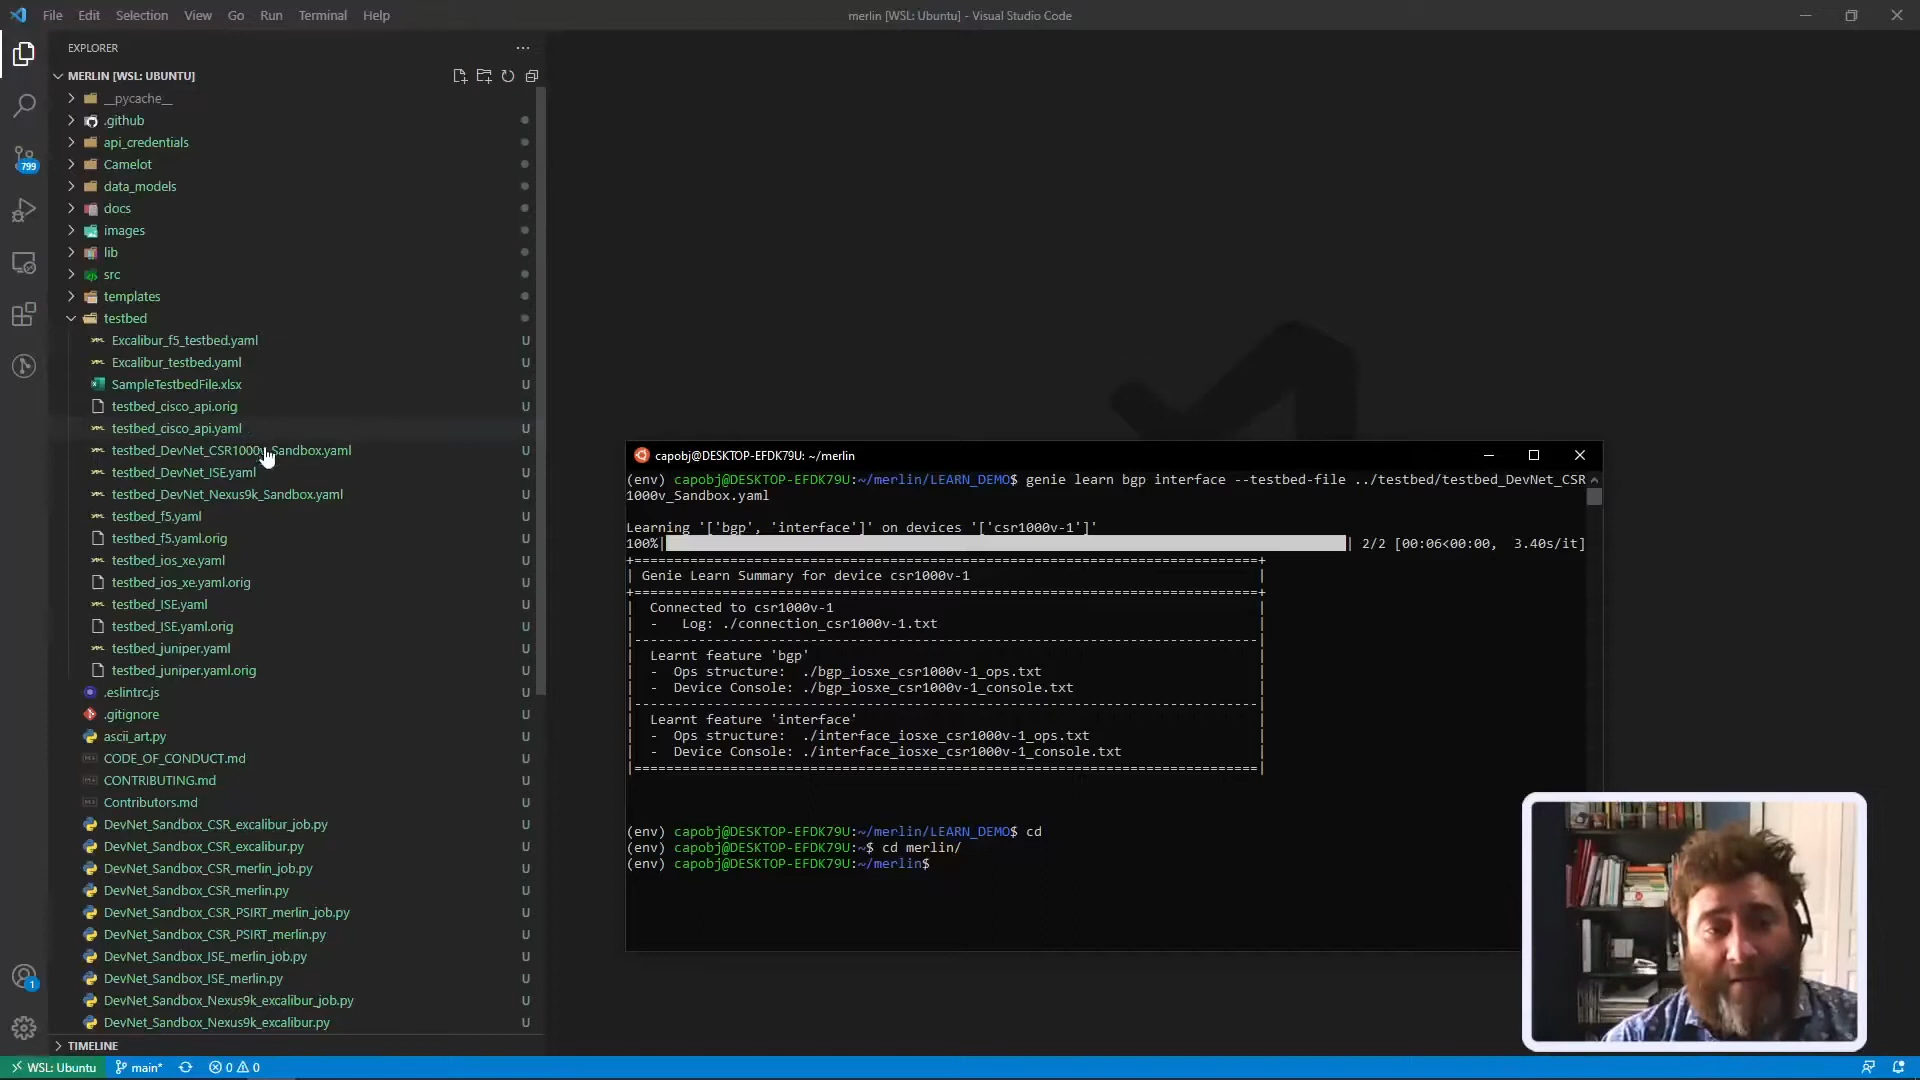 File Edit Selection View Go Run Terminal Help
merlin [WSL: Ubuntu] - Visual Studio Code
EXPLORER
MERLIN [WSL: UBUNTU]
__pycache__
.github
api_credentials
Camelot
data_models
docs
images
lib
src
templates
testbed
Excalibur_f5_testbed.yaml U
Excalibur_testbed.yaml U
SampleTestbedFile.xlsx U
testbed_cisco_api.orig U
testbed_cisco_api.yaml U
testbed_DevNet_CSR1000v_Sandbox.yaml U
testbed_DevNet_ISE.yaml U
testbed_DevNet_Nexus9k_Sandbox.yaml U
testbed_f5.yaml U
testbed_f5.yaml.orig U
testbed_ios_xe.yaml U
testbed_ios_xe.yaml.orig U
testbed_ISE.yaml U
testbed_ISE.yaml.orig U
testbed_juniper.yaml U
testbed_juniper.yaml.orig U
.eslintrc.js U
.gitignore U
ascii_art.py U
CODE_OF_CONDUCT.md U
CONTRIBUTING.md U
Contributors.md U
DevNet_Sandbox_CSR_excalibur_job.py U
DevNet_Sandbox_CSR_excalibur.py U
DevNet_Sandbox_CSR_merlin_job.py U
DevNet_Sandbox_CSR_merlin.py U
DevNet_Sandbox_CSR_PSIRT_merlin_job.py U
DevNet_Sandbox_CSR_PSIRT_merlin.py U
DevNet_Sandbox_ISE_merlin_job.py U
DevNet_Sandbox_ISE_merlin.py U
DevNet_Sandbox_Nexus9k_excalibur_job.py U
DevNet_Sandbox_Nexus9k_excalibur.py U
TIMELINE
799
1
WSL: Ubuntu main* 0 0
capobj@DESKTOP-EFDK79U: ~/merlin
(env) capobj@DESKTOP-EFDK79U:~/merlin/LEARN_DEMO$ genie learn bgp interface --testbed-file ../testbed/testbed_DevNet_CSR
1000v_Sandbox.yaml
Learning '['bgp', 'interface']' on devices '['csr1000v-1']'
100%| | 2/2 [00:06<00:00, 3.40s/it]
+==============================================================================+
| Genie Learn Summary for device csr1000v-1 |
+==============================================================================+
| Connected to csr1000v-1 |
| - Log: ./connection_csr1000v-1.txt |
|------------------------------------------------------------------------------|
| Learnt feature 'bgp' |
| - Ops structure: ./bgp_iosxe_csr1000v-1_ops.txt |
| - Device Console: ./bgp_iosxe_csr1000v-1_console.txt |
|------------------------------------------------------------------------------|
| Learnt feature 'interface' |
| - Ops structure: ./interface_iosxe_csr1000v-1_ops.txt |
| - Device Console: ./interface_iosxe_csr1000v-1_console.txt |
|==============================================================================|
(env) capobj@DESKTOP-EFDK79U:~/merlin/LEARN_DEMO$ cd
(env) capobj@DESKTOP-EFDK79U:~$ cd merlin/
(env) capobj@DESKTOP-EFDK79U:~/merlin$